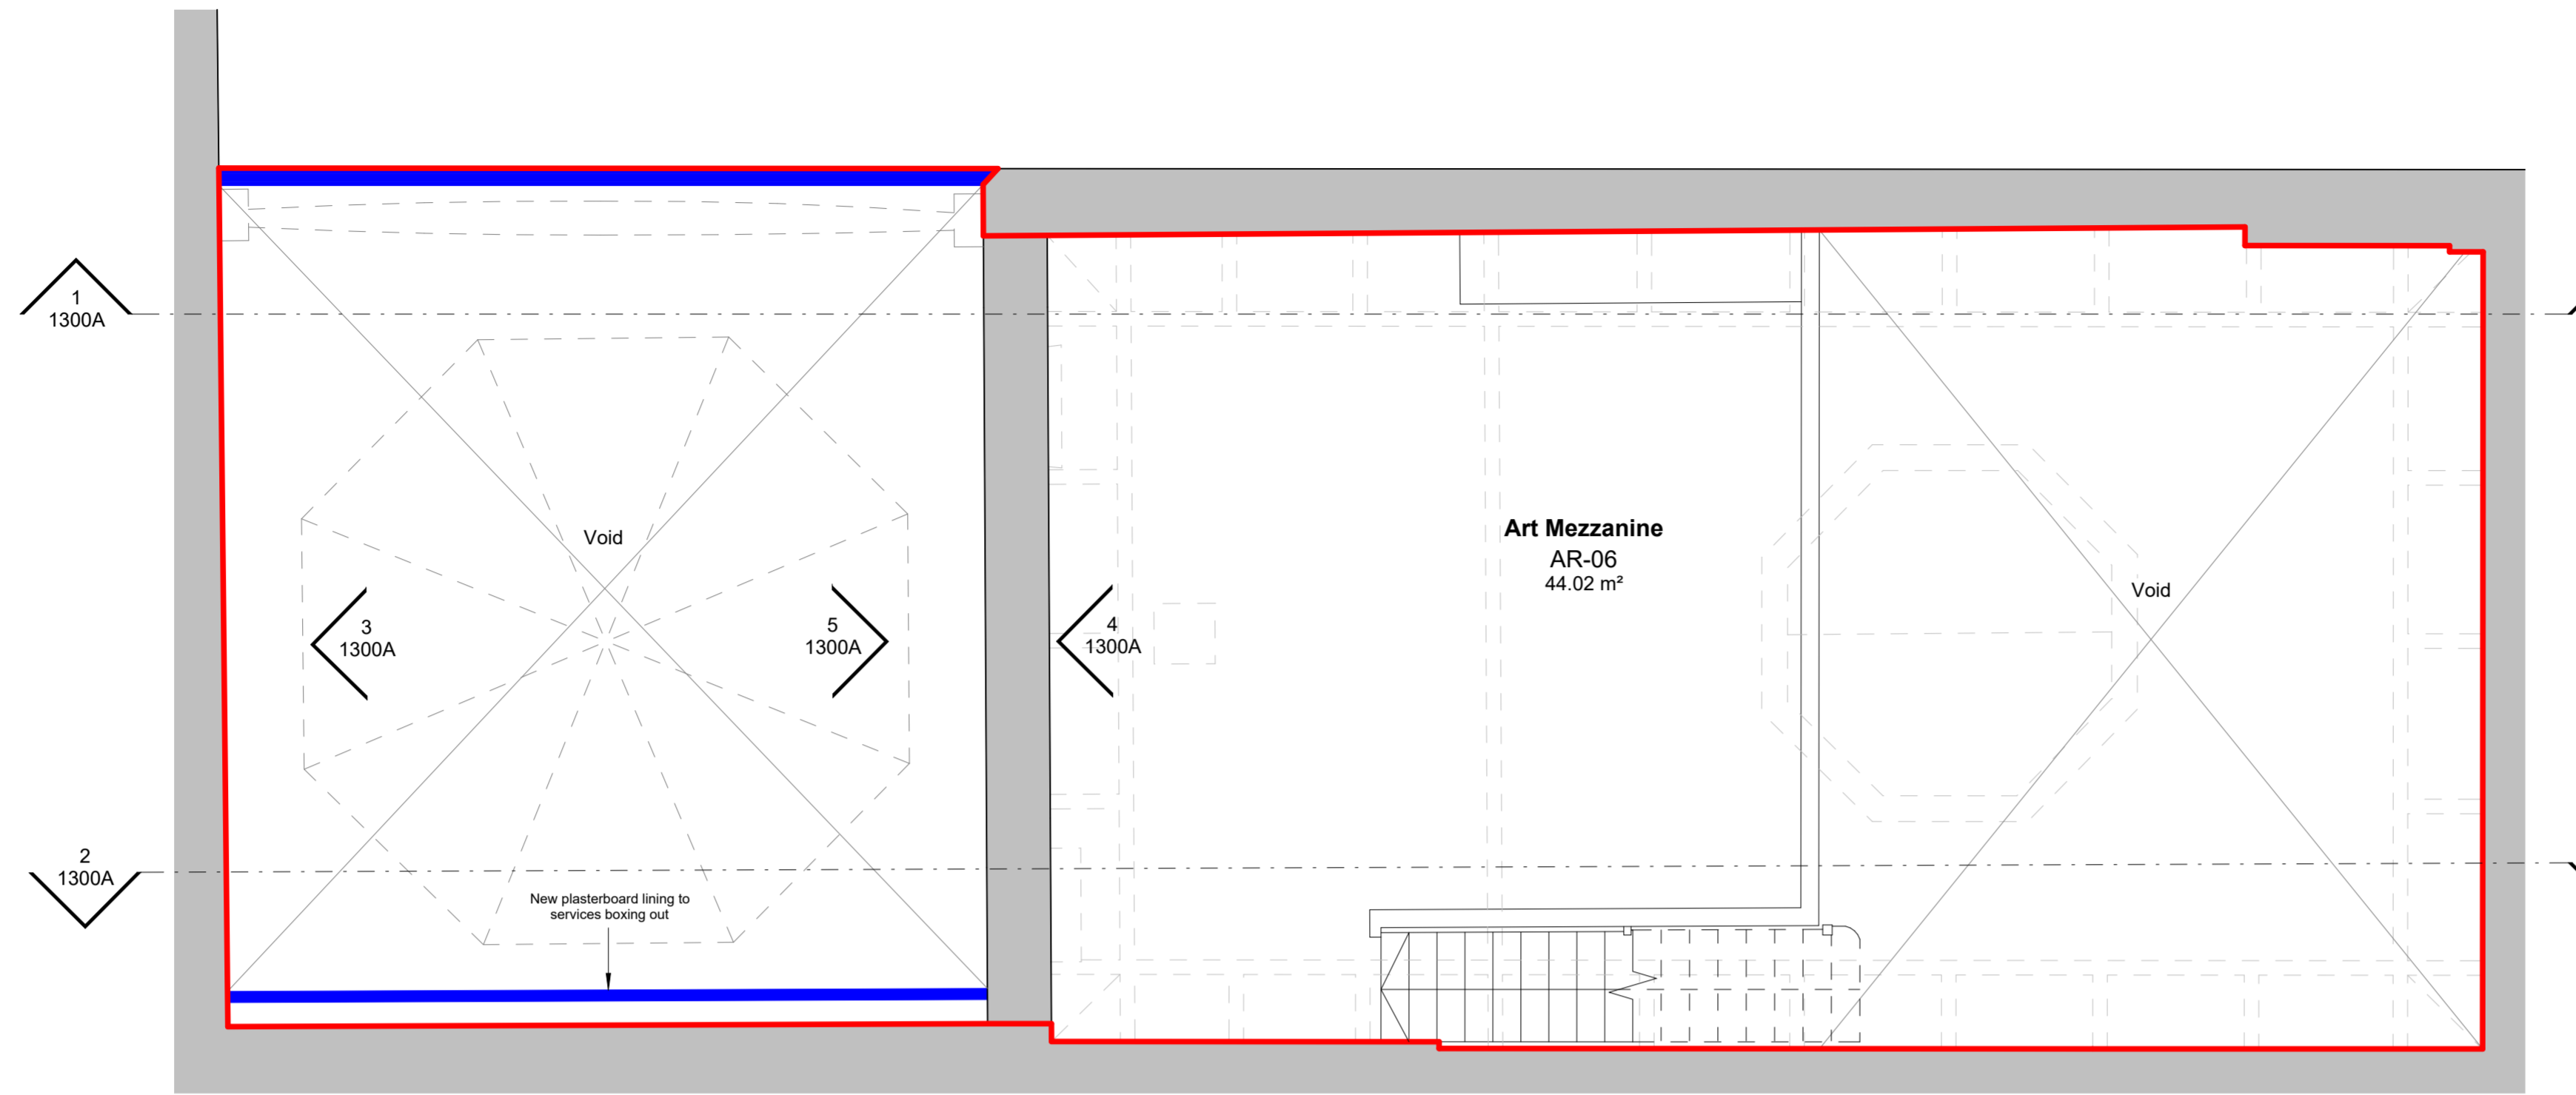 1
1300A
Void
Art Mezzanine
AR-06
44.02 m²
Void
3
1300A
5
1300A
4
1300A
2
1300A
New plasterboard lining to
services boxing out